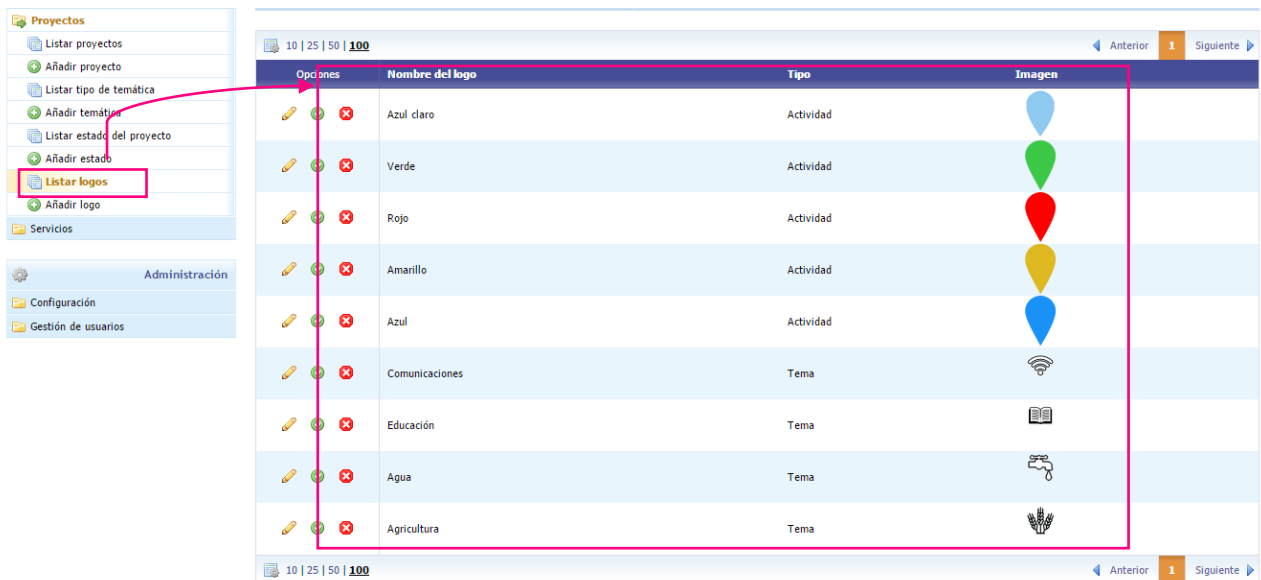 Proyectos
Listar proyectos
Añadir proyecto
Listar tipo de temática
Añadir temática
Listar estado del proyecto
Añadir estado
Listar logos
Añadir logo
Servicios
Administración
Configuración
Gestión de usuarios
10 | 25 | 50 | 100 Anterior 1 Siguiente
Opciones Nombre del logo Tipo Imagen
Azul claro Actividad
Verde Actividad
Rojo Actividad
Amarillo Actividad
Azul Actividad
Comunicaciones Tema
Educación Tema
Agua Tema
Agricultura Tema
10 | 25 | 50 | 100 Anterior 1 Siguiente